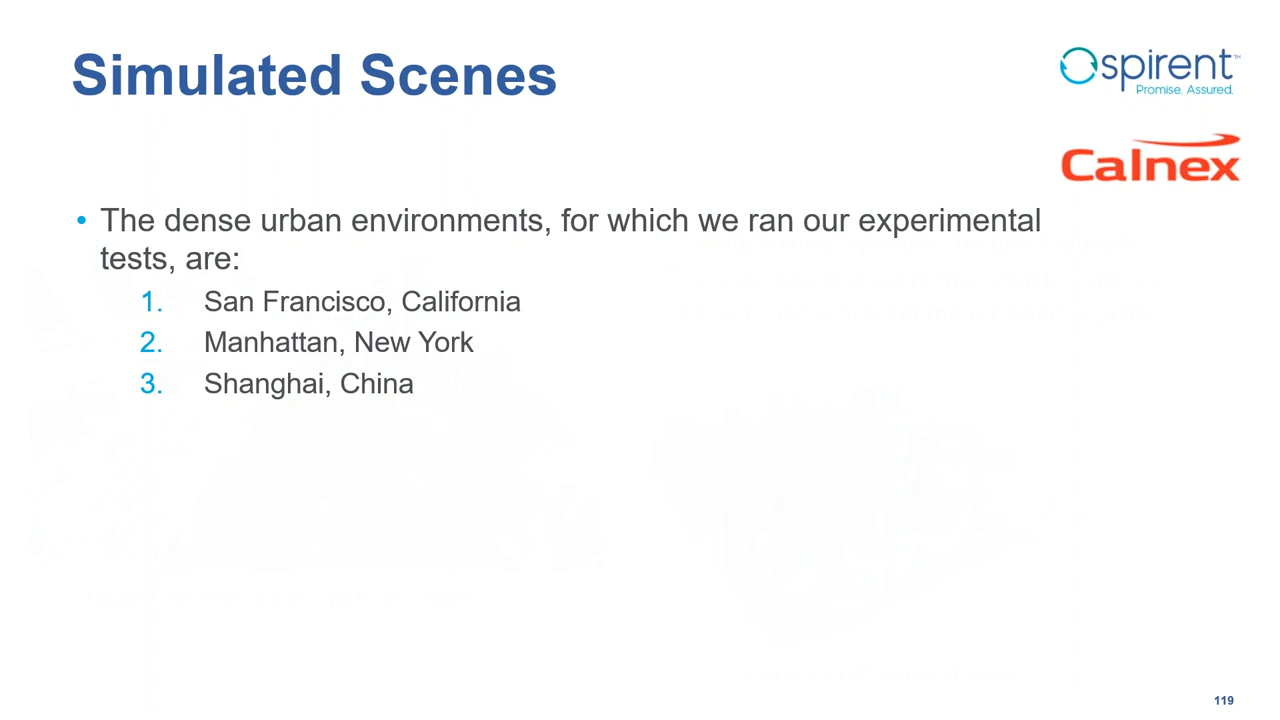 Simulated Scenes
spirent™
Promise. Assured.
Calnex
• The dense urban environments, for which we ran our experimental
tests, are:
1. San Francisco, California
2. Manhattan, New York
3. Shanghai, China
119